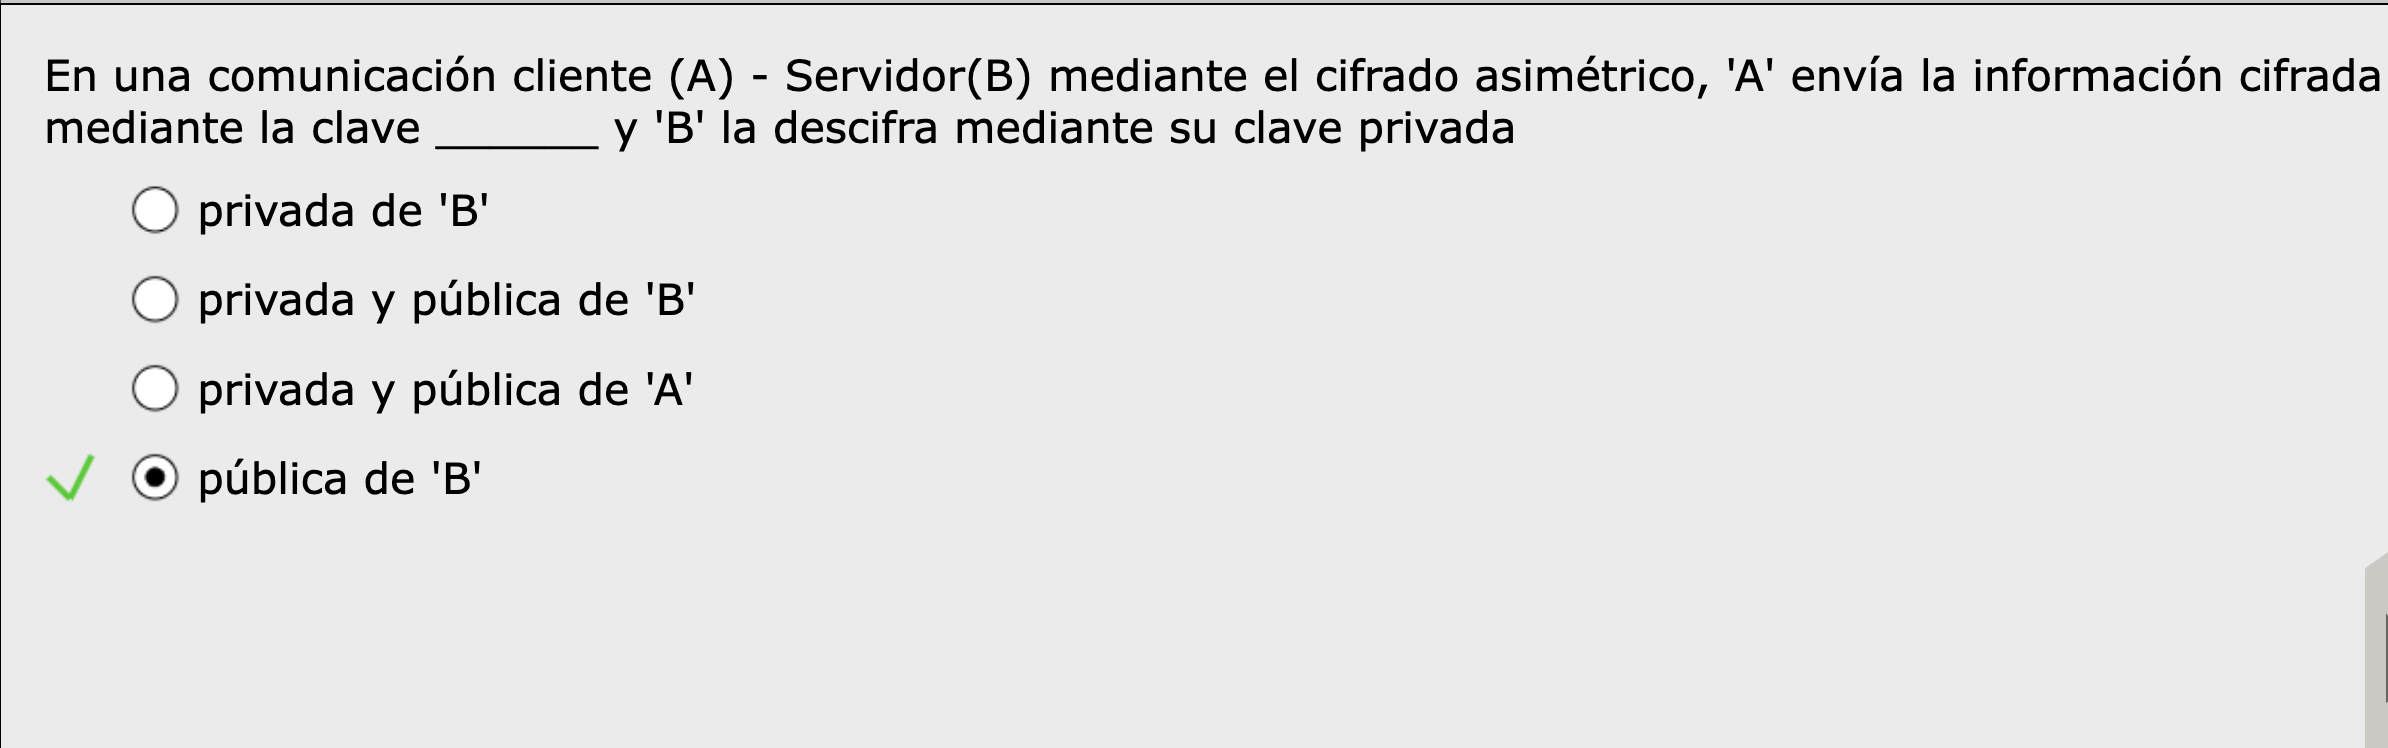 En una comunicación cliente (A) - Servidor(B) mediante el cifrado asimétrico, 'A' envía la información cifrada
mediante la clave _______ y 'B' la descifra mediante su clave privada
privada de 'B'
privada y pública de 'B'
privada y pública de 'A'
pública de 'B'